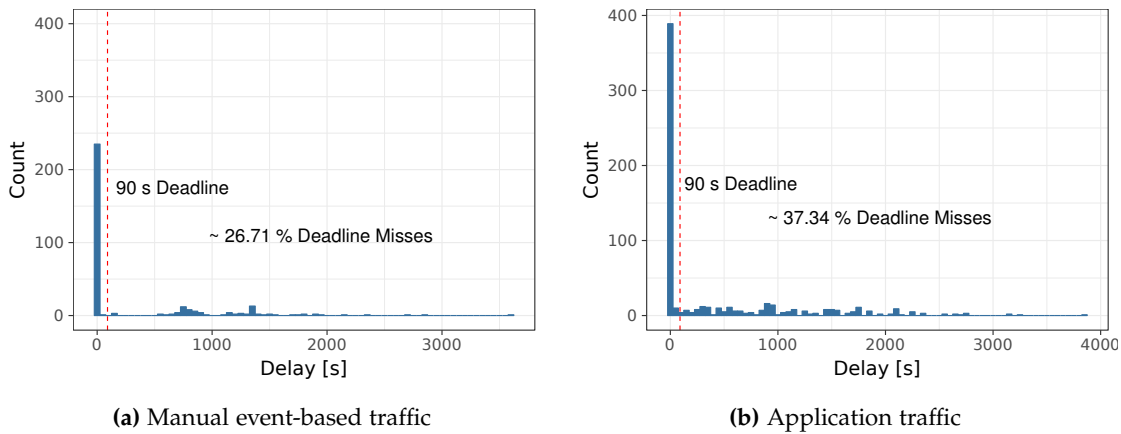 400
300
200
100
0
Count
90 s Deadline
~ 26.71 % Deadline Misses
0 1000 2000 3000
Delay [s]
(a) Manual event-based traffic
400
300
200
100
0
Count
90 s Deadline
~ 37.34 % Deadline Misses
0 1000 2000 3000 4000
Delay [s]
(b) Application traffic